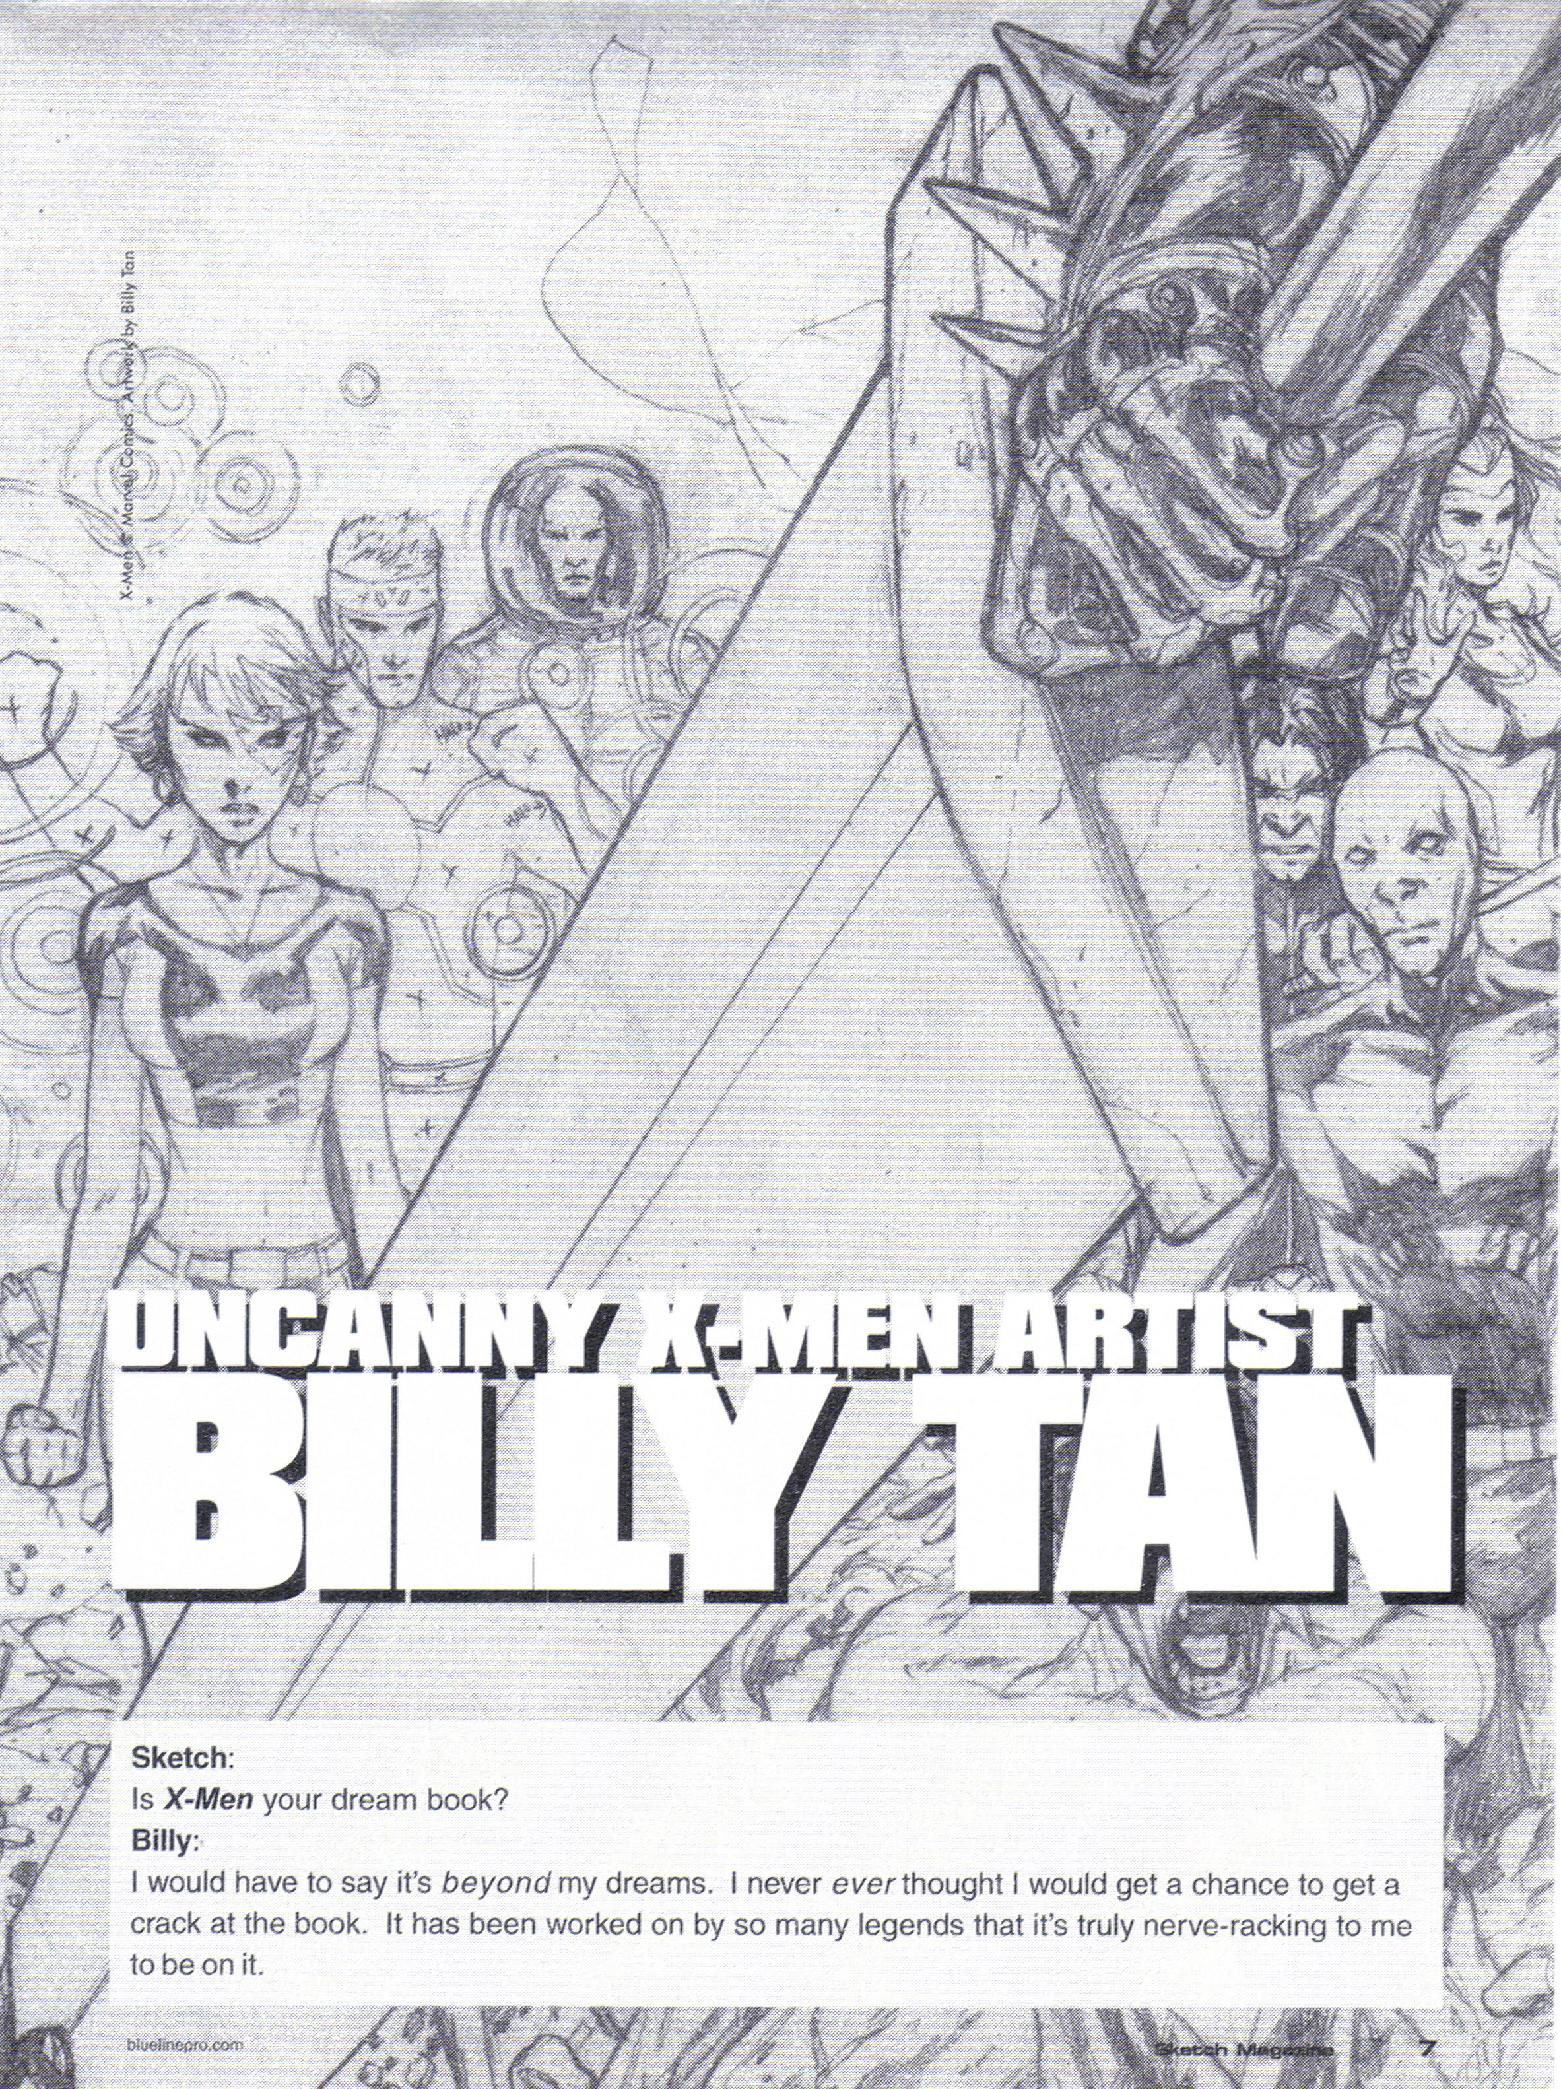 X-Men © Marvel Comics. Artwork by Billy Tan
UNCANNY X-MEN ARTIST
BILLY TAN
Sketch:
Is X-Men your dream book?
Billy:
I would have to say it's beyond my dreams. I never ever thought I would get a chance to get a
crack at the book. It has been worked on by so many legends that it's truly nerve-racking to me
to be on it.
bluelinepro.com
Sketch Magazine 7